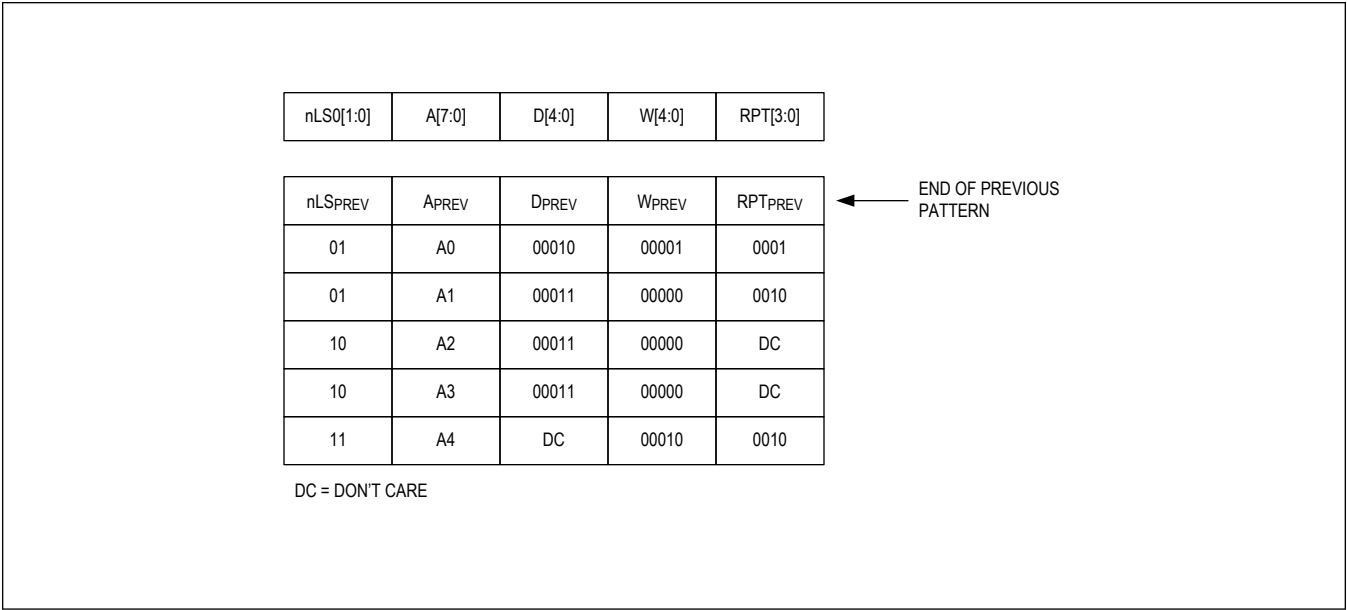 nLS0[1:0] A[7:0] D[4:0] W[4:0] RPT[3:0]
nLSPREV APREV DPREV WPREV RPTPREV END OF PREVIOUS
PATTERN
01 A0 00010 00001 0001
01 A1 00011 00000 0010
10 A2 00011 00000 DC
10 A3 00011 00000 DC
11 A4 DC 00010 0010
DC = DON'T CARE